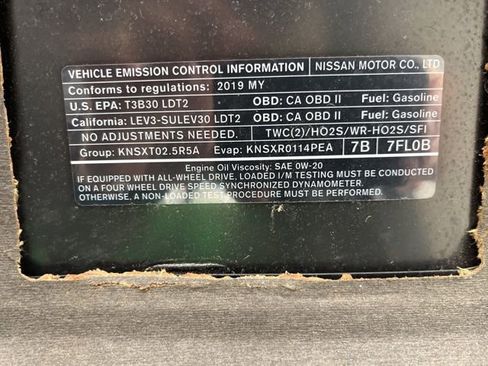 VEHICLE EMISSION CONTROL INFORMATION NISSAN MOTOR CO., LTD
Conforms to regulations: 2019 MY
U.S. EPA: T3B30 LDT2 OBD: CA OBD II Fuel: Gasoline
California: LEV3-SULEV30 LDT2 OBD: CA OBD II Fuel: Gasoline
NO ADJUSTMENTS NEEDED. TWC(2)/HO2S/WR-HO2S/SFI
Group: KNSXT02.5R5A Evap: KNSXR0114PEA 7B 7FL0B
Engine Oil Viscosity: SAE 0W-20
IF EQUIPPED WITH ALL-WHEEL DRIVE, LOADED I/M TESTING MUST BE CONDUCTED
ON A FOUR WHEEL DRIVE SPEED SYNCHRONIZED DYNAMOMETER.
OTHERWISE, A NON-LOADED TEST PROCEDURE MUST BE USED.